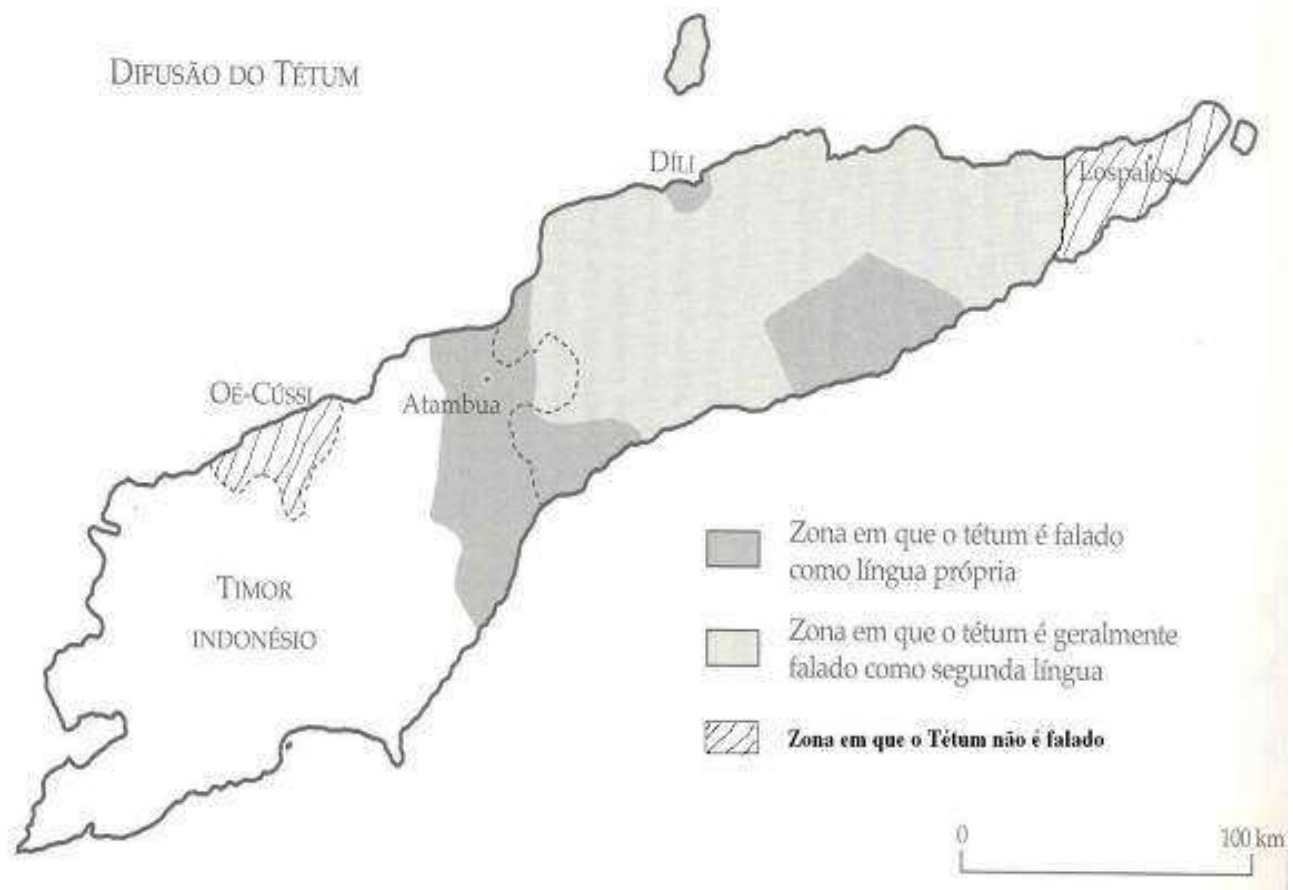 DIFUSÃO DO TÉTUM
DÍLI
Lospalos
OÉ-CÚSSI
Atambua
TIMOR
INDONÉSIO
Zona em que o tétum é falado
como língua própria
Zona em que o tétum é geralmente
falado como segunda língua
Zona em que o Tétum não é falado
0 100 km